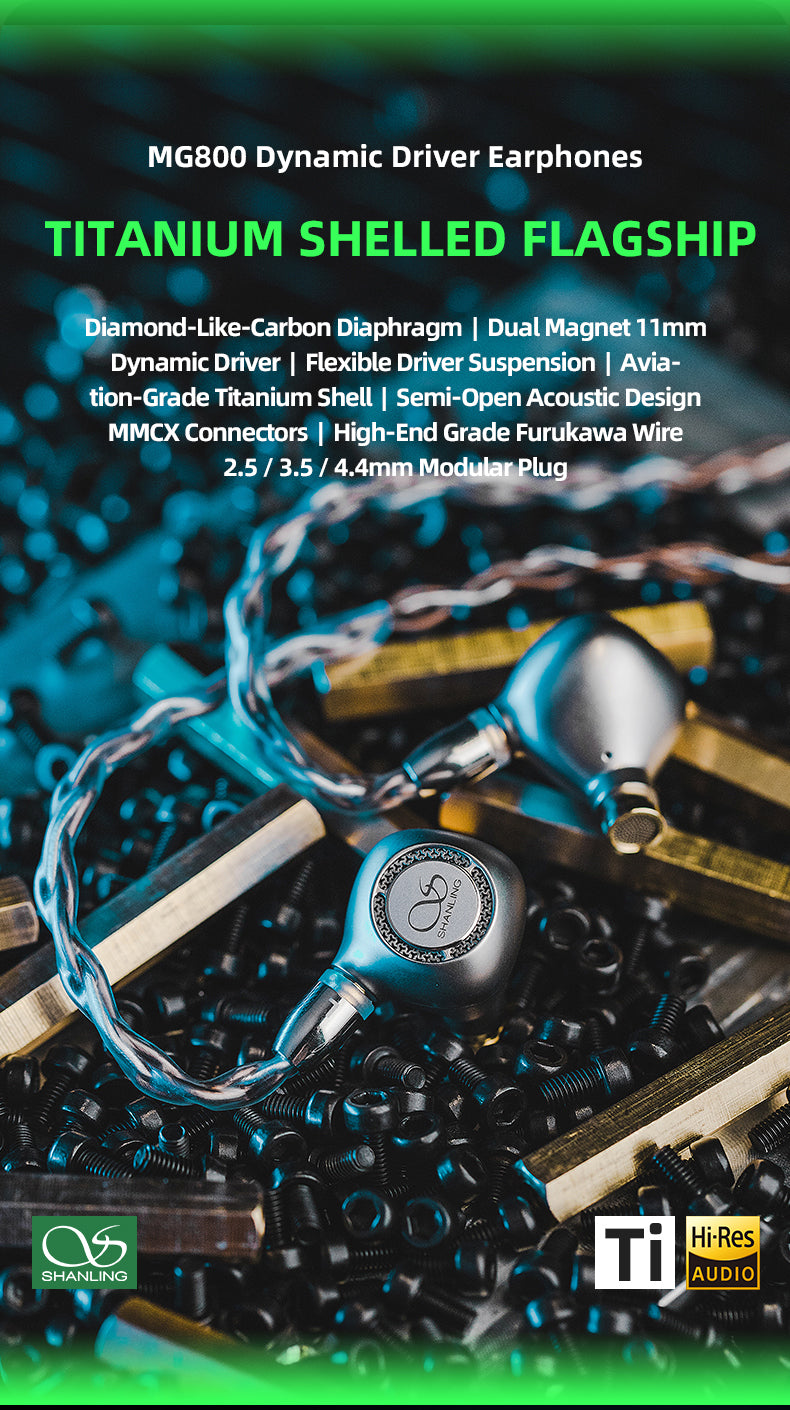 MG800 Dynamic Driver Earphones
TITANIUM SHELLED FLAGSHIP
Diamond-Like-Carbon Diaphragm | Dual Magnet 11mm
Dynamic Driver | Flexible Driver Suspension | Avia-
tion-Grade Titanium Shell | Semi-Open Acoustic Design
MMCX Connectors | High-End Grade Furukawa Wire
2.5 / 3.5 / 4.4mm Modular Plug
SHANLING
SHANLING
Ti
Hi-Res
AUDIO